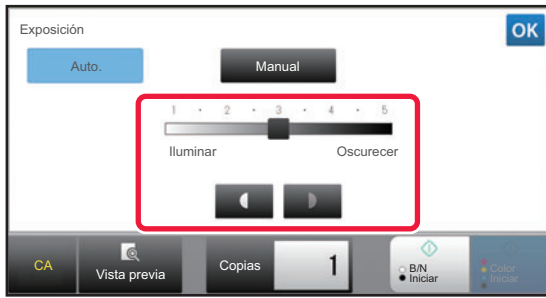 Exposición
OK
Auto.
Manual
1 · 2 · 3 · 4 · 5
Iluminar
Oscurecer
CA
Vista previa
Copias
1
B/N
Iniciar
Color
Iniciar